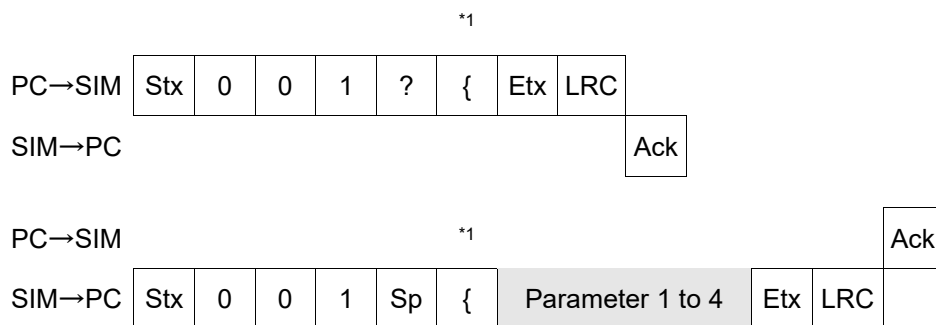 *1
PC→SIM Stx 0 0 1 ? { Etx LRC
SIM→PC Ack
PC→SIM *1 Ack
SIM→PC Stx 0 0 1 Sp { Parameter 1 to 4 Etx LRC